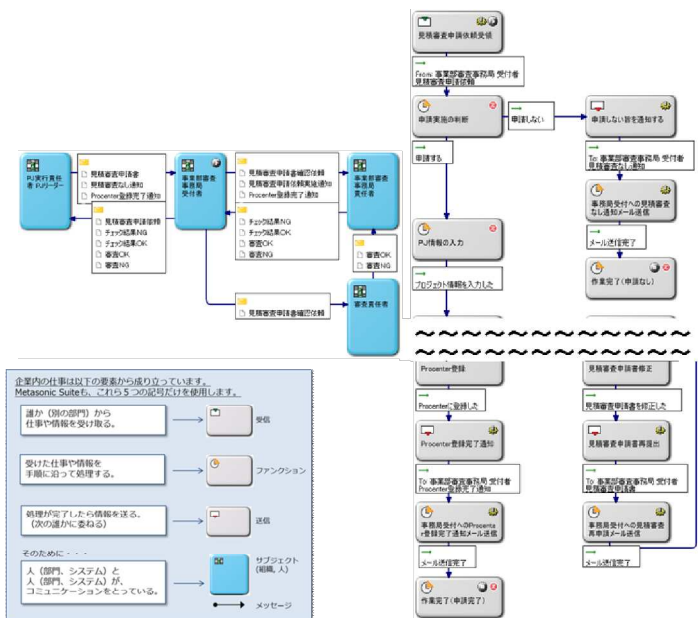 見積審査申請依頼受領
From: 事業部審査事務局 受付者
見積審査申請依頼
申請実施の判断
申請しない
申請しない旨を通知する
申請する
To: 事業部審査事務局 受付者
見積審査なし通知
事務局受付への見積審査
なし通知メール送信
PJ情報の入力
メール送信完了
プロジェクト情報を入力した
作業完了(申請なし)
PJ実行責任
者 PJリーダー
見積審査申請書
見積審査なし通知
Procenter登録完了通知
事業部審査
事務局
受付者
見積審査申請書確認依頼
見積審査申請依頼実施通知
Procenter登録完了通知
事業部審査
事務局
責任者
見積審査申請依頼
チェック結果NG
チェック結果OK
審査OK
審査NG
チェック結果NG
チェック結果OK
審査OK
審査NG
審査OK
審査NG
見積審査申請書確認依頼
審査責任者
Procenter登録
Procenterに登録した
Procenter登録完了通知
To: 事業部審査事務局 受付者
Procenter登録完了通知
事務局受付へのProcente
r登録完了通知メール送信
メール送信完了
作業完了(申請完了)
見積審査申請書修正
見積審査申請書を修正した
見積審査申請書再提出
To: 事業部審査事務局 受付者
見積審査申請書
事務局受付への見積審査
再申請メール送信
メール送信完了
企業内の仕事は以下の要素から成り立っています。
Metasonic Suiteも、これら５つの記号だけを使用します。
誰か（別の部門）から
仕事や情報を受け取る。
受信
受けた仕事や情報を
手順に沿って処理する。
ファンクション
処理が完了したら情報を送る、
（次の誰かに委ねる）
送信
そのために・・・
人（部門、システム）と
人（部門、システム）が、
コミュニケーションをとっている。
サブジェクト
(組織, 人)
メッセージ